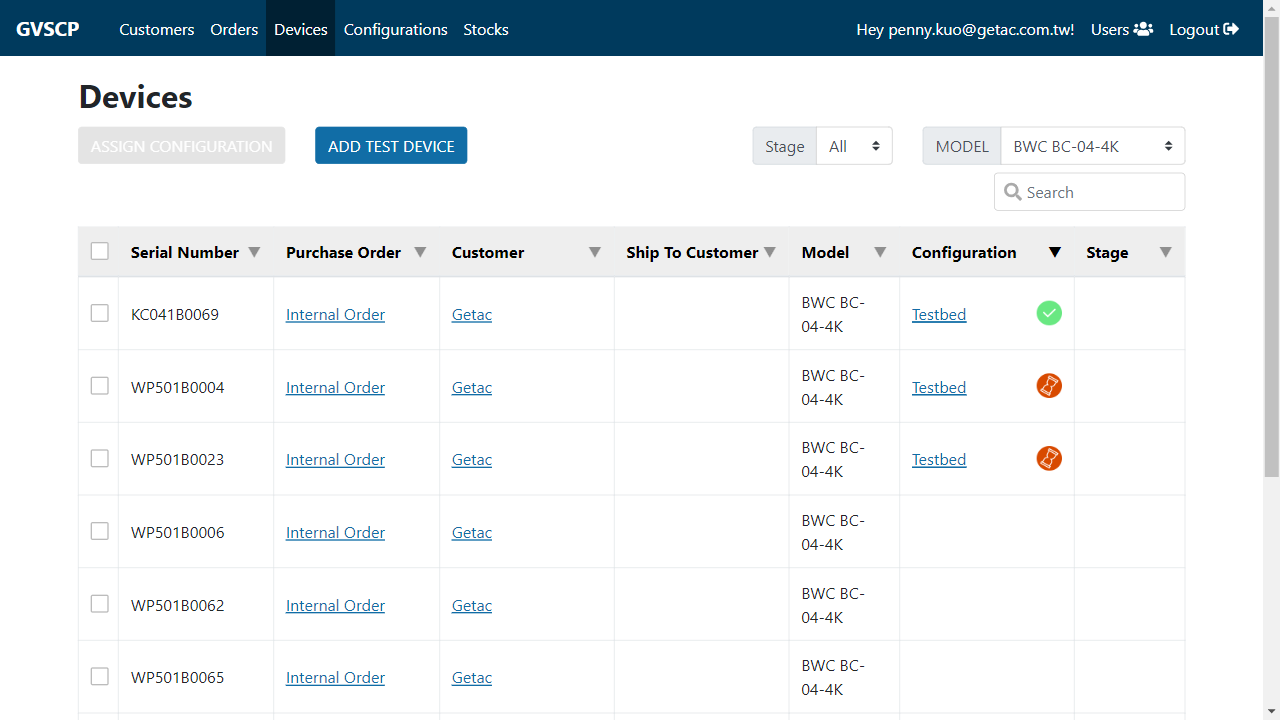 GVSCP Customers Orders Devices Configurations Stocks Hey penny.kuo@getac.com.tw! Users Logout
Devices
ASSIGN CONFIGURATION ADD TEST DEVICE Stage All MODEL BWC BC-04-4K
Search
Serial Number Purchase Order Customer Ship To Customer Model Configuration Stage
KC041B0069 Internal Order Getac BWC BC-
04-4K Testbed
WP501B0004 Internal Order Getac BWC BC-
04-4K Testbed
WP501B0023 Internal Order Getac BWC BC-
04-4K Testbed
WP501B0006 Internal Order Getac BWC BC-
04-4K
WP501B0062 Internal Order Getac BWC BC-
04-4K
WP501B0065 Internal Order Getac BWC BC-
04-4K